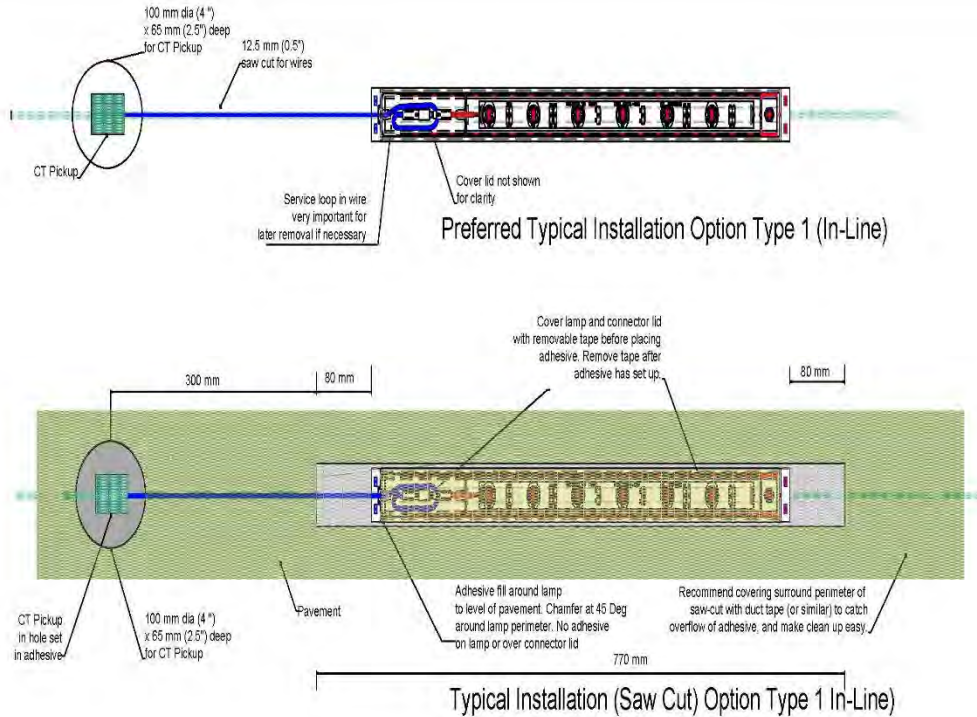 100 mm dia (4 ")
x 65 mm (2.5") deep
for CT Pickup
12.5 mm (0.5")
saw cut for wires
CT Pickup
Service loop in wire
very important for
later removal if necessary
Cover lid not shown
for clarity
Preferred Typical Installation Option Type 1 (In-Line)
Cover lamp and connector lid
with removable tape before placing
adhesive. Remove tape after
adhesive has set up.
300 mm
80 mm
80 mm
CT Pickup
in hole set
in adhesive
100 mm dia (4 ")
x 65 mm (2.5") deep
for CT Pickup
Pavement
Adhesive fill around lamp
to level of pavement. Chamfer at 45 Deg
around lamp perimeter. No adhesive
on lamp or over connector lid
Recommend covering surround perimeter of
saw-cut with duct tape (or similar) to catch
overflow of adhesive, and make clean up easy.
770 mm
Typical Installation (Saw Cut) Option Type 1 In-Line)